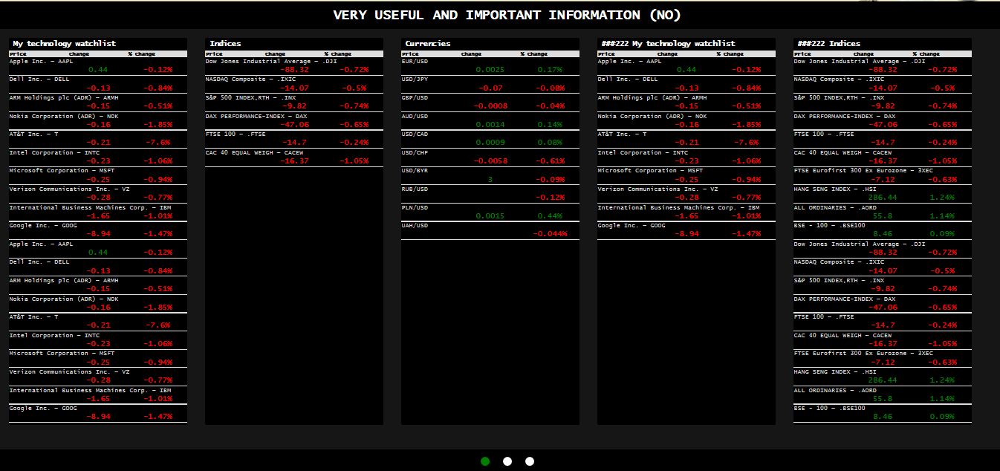 VERY USEFUL AND IMPORTANT INFORMATION (NO)
My technology watchlist
Price Change % Change
Apple Inc. – AAPL
0.44 -0.12%
Dell Inc. – DELL
-0.13 -0.84%
ARM Holdings plc (ADR) – ARMH
-0.15 -0.51%
Nokia Corporation (ADR) – NOK
-0.16 -1.85%
AT&T Inc. – T
-0.21 -7.6%
Intel Corporation – INTC
-0.23 -1.06%
Microsoft Corporation – MSFT
-0.25 -0.94%
Verizon Communications Inc. – VZ
-0.28 -0.77%
International Business Machines Corp. – IBM
-1.65 -1.01%
Google Inc. – GOOG
-8.94 -1.47%
Apple Inc. – AAPL
0.44 -0.12%
Dell Inc. – DELL
-0.13 -0.84%
ARM Holdings plc (ADR) – ARMH
-0.15 -0.51%
Nokia Corporation (ADR) – NOK
-0.16 -1.85%
AT&T Inc. – T
-0.21 -7.6%
Intel Corporation – INTC
-0.23 -1.06%
Microsoft Corporation – MSFT
-0.25 -0.94%
Verizon Communications Inc. – VZ
-0.28 -0.77%
International Business Machines Corp. – IBM
-1.65 -1.01%
Google Inc. – GOOG
-8.94 -1.47%
Indices
Price Change % Change
Dow Jones Industrial Average – .DJI
-88.32 -0.72%
NASDAQ Composite – .IXIC
-14.07 -0.5%
S&P 500 INDEX,RTH – .INX
-9.82 -0.74%
DAX PERFORMANCE-INDEX – DAX
-47.06 -0.65%
FTSE 100 – .FTSE
-14.7 -0.24%
CAC 40 EQUAL WEIGH – CACEW
-16.37 -1.05%
Currencies
Price Change % Change
EUR/USD
0.0025 0.17%
USD/JPY
-0.07 -0.08%
GBP/USD
-0.0008 -0.04%
AUD/USD
0.0014 0.14%
USD/CAD
0.0009 0.08%
USD/CHF
-0.0058 -0.61%
USD/BYR
3 -0.09%
RUB/USD
-0.12%
PLN/USD
0.0015 0.44%
UAH/USD
-0.044%
###222 My technology watchlist
Price Change % Change
Apple Inc. – AAPL
0.44 -0.12%
Dell Inc. – DELL
-0.13 -0.84%
ARM Holdings plc (ADR) – ARMH
-0.15 -0.51%
Nokia Corporation (ADR) – NOK
-0.16 -1.85%
AT&T Inc. – T
-0.21 -7.6%
Intel Corporation – INTC
-0.23 -1.06%
Microsoft Corporation – MSFT
-0.25 -0.94%
Verizon Communications Inc. – VZ
-0.28 -0.77%
International Business Machines Corp. – IBM
-1.65 -1.01%
Google Inc. – GOOG
-8.94 -1.47%
###222 Indices
Price Change % Change
Dow Jones Industrial Average – .DJI
-88.32 -0.72%
NASDAQ Composite – .IXIC
-14.07 -0.5%
S&P 500 INDEX,RTH – .INX
-9.82 -0.74%
DAX PERFORMANCE-INDEX – DAX
-47.06 -0.65%
FTSE 100 – .FTSE
-14.7 -0.24%
CAC 40 EQUAL WEIGH – CACEW
-16.37 -1.05%
FTSE Eurofirst 300 Ex Eurozone – 3XEC
-7.12 -0.63%
HANG SENG INDEX – .HSI
286.44 1.24%
ALL ORDINARIES – .AORD
55.8 1.14%
BSE - 100 – .BSE100
8.46 0.09%
Dow Jones Industrial Average – .DJI
-88.32 -0.72%
NASDAQ Composite – .IXIC
-14.07 -0.5%
S&P 500 INDEX,RTH – .INX
-9.82 -0.74%
DAX PERFORMANCE-INDEX – DAX
-47.06 -0.65%
FTSE 100 – .FTSE
-14.7 -0.24%
CAC 40 EQUAL WEIGH – CACEW
-16.37 -1.05%
FTSE Eurofirst 300 Ex Eurozone – 3XEC
-7.12 -0.63%
HANG SENG INDEX – .HSI
286.44 1.24%
ALL ORDINARIES – .AORD
55.8 1.14%
BSE - 100 – .BSE100
8.46 0.09%